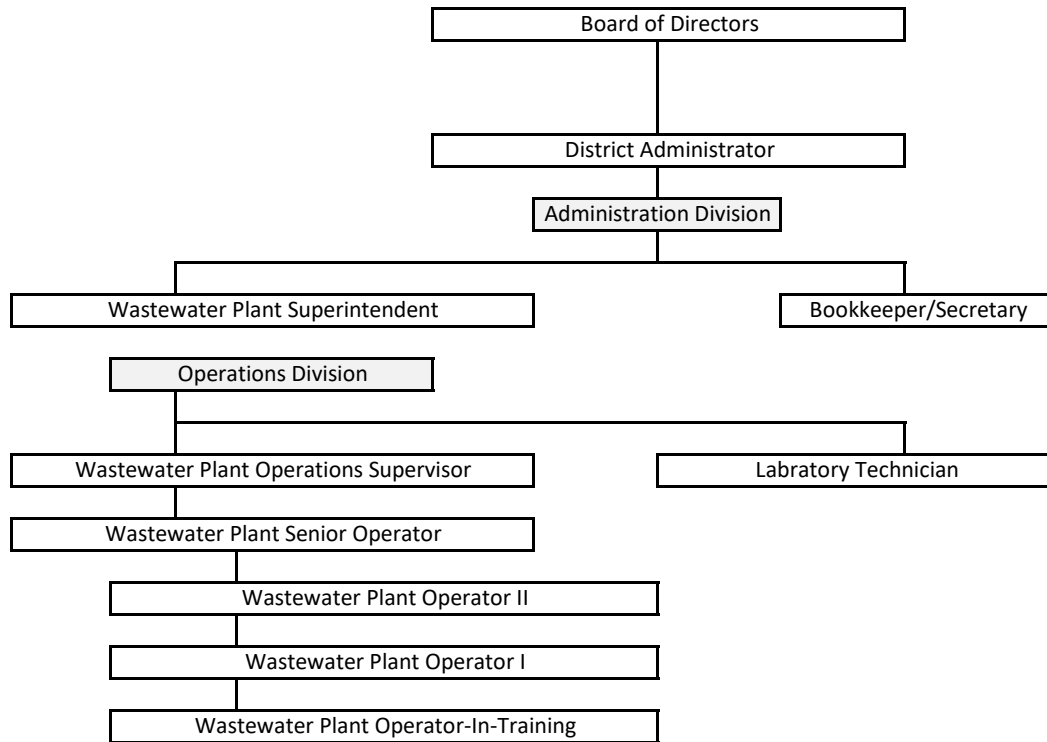 Board of Directors
District Administrator
Administration Division
Wastewater Plant Superintendent
Bookkeeper/Secretary
Operations Division
Wastewater Plant Operations Supervisor
Labratory Technician
Wastewater Plant Senior Operator
Wastewater Plant Operator II
Wastewater Plant Operator I
Wastewater Plant Operator-In-Training